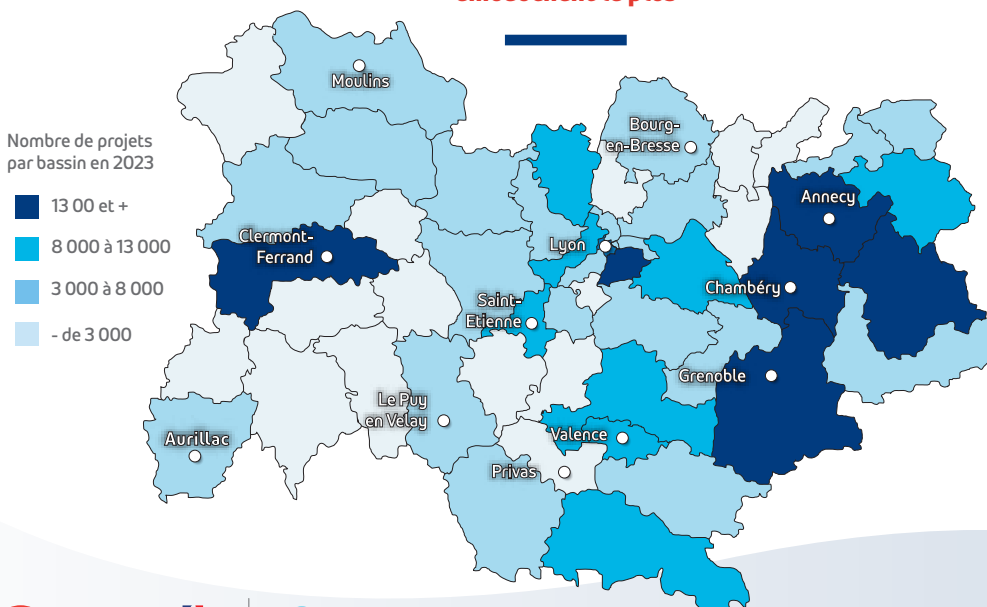 Nombre de projets
par bassin en 2023
13 00 et +
8 000 à 13 000
3 000 à 8 000
- de 3 000
Moulins
Bourg-
en-Bresse
Annecy
Clermont-
Ferrand
Lyon
Chambéry
Saint-
Etienne
Grenoble
Le Puy
en Velay
Aurillac
Valence
Privas